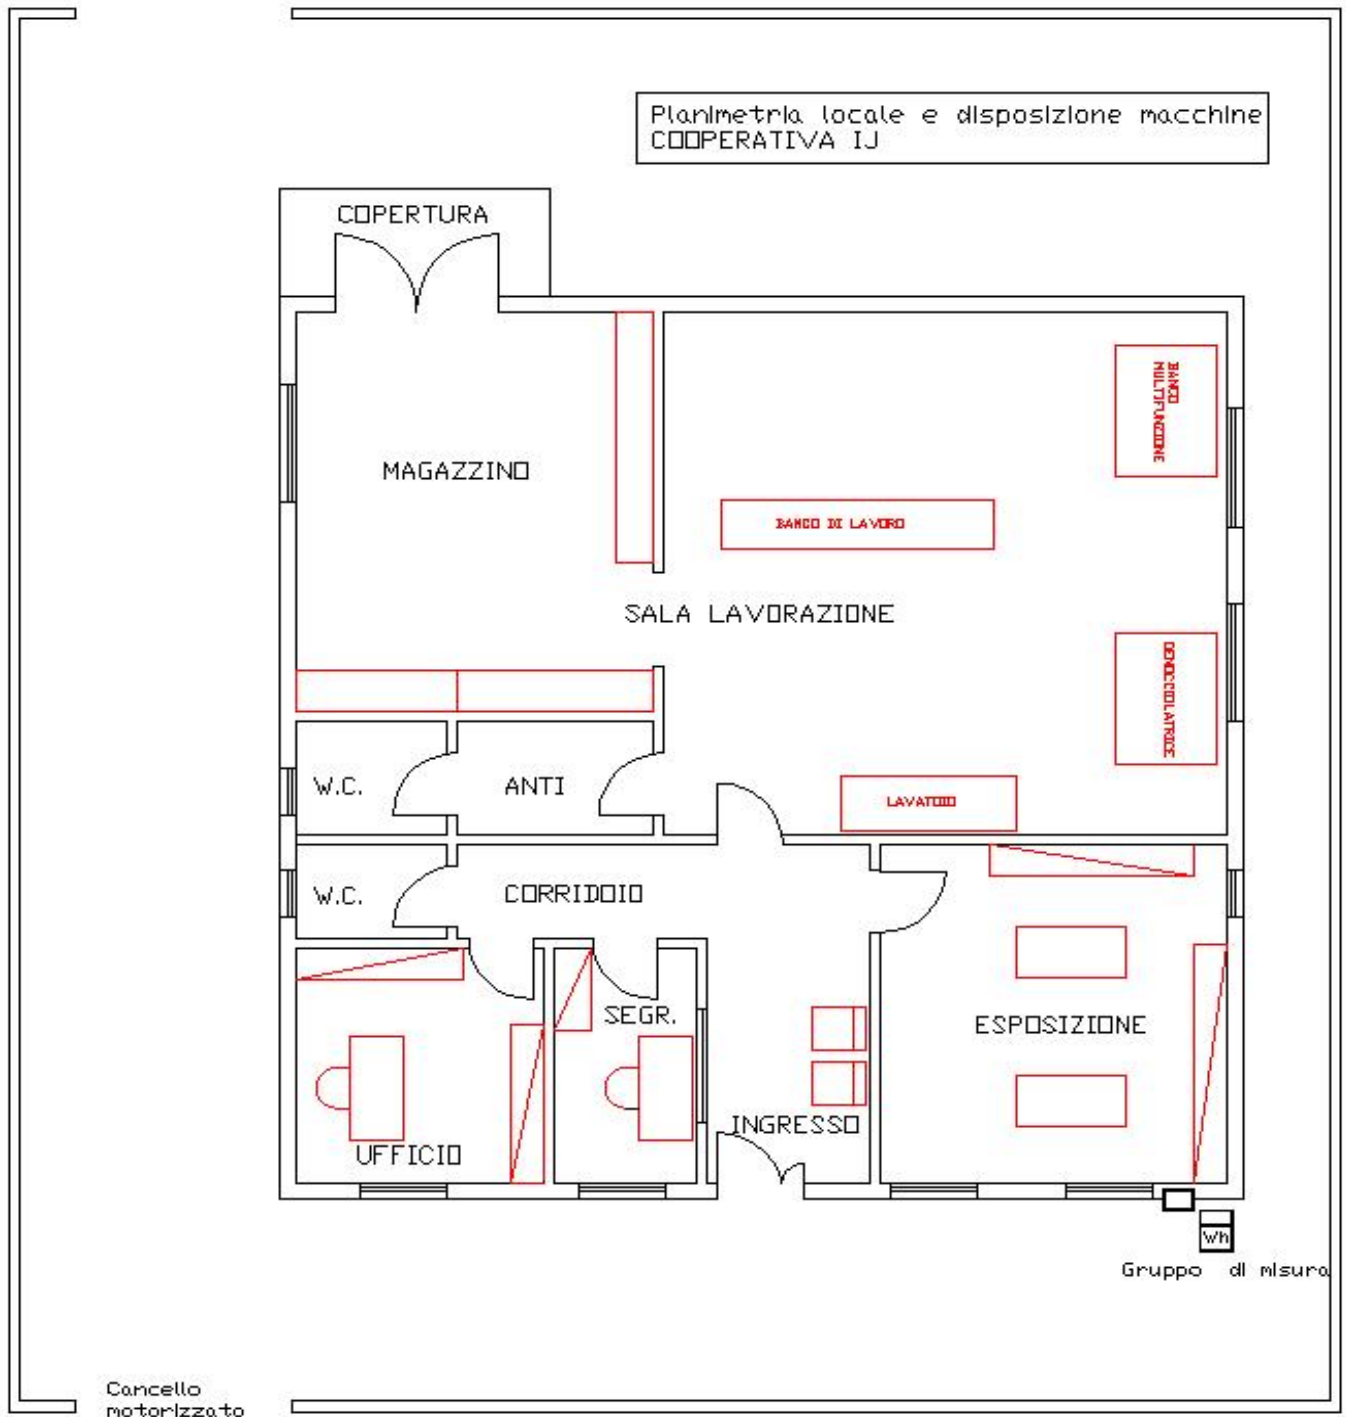 Planimetria locale e disposizione macchine
COOPERATIVA IJ
COPERTURA
BANCO
MULTIFUNZIONE
MAGAZZINO
BANCO DI LAVORO
SALA LAVORAZIONE
DENOCCIOLATRICE
W.C.
ANTI
LAVATOIO
W.C.
CORRIDOIO
SEGR.
ESPOSIZIONE
INGRESSO
UFFICIO
Wh
Gruppo di misura
Cancello
motorizzato